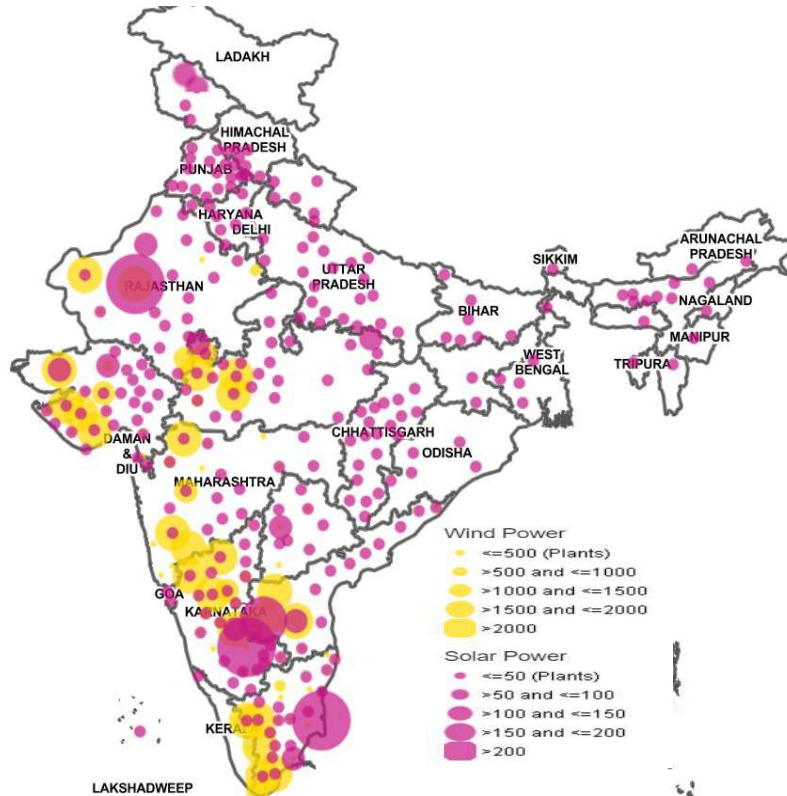 LADAKH
HIMACHAL
PRADESH
PUNJAB
HARYANA
DELHI
RAJASTHAN
UTTAR
PRADESH
SIKKIM
ARUNACHAL
PRADESH
NAGALAND
BIHAR
MANIPUR
WEST
BENGAL
TRIPURA
CHHATTISGARH
ODISHA
DAMAN
&
DIU
MAHARASHTRA
GOA
KARNATAKA
KERALA
LAKSHADWEEP
Wind Power
<=500 (Plants)
>500 and <=1000
>1000 and <=1500
>1500 and <=2000
>2000
Solar Power
<=50 (Plants)
>50 and <=100
>100 and <=150
>150 and <=200
>200